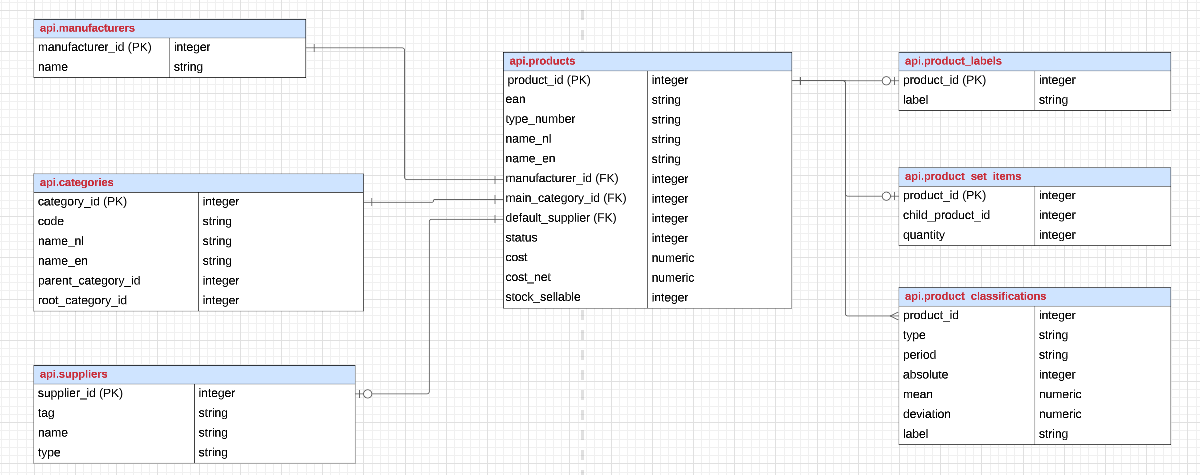 api.manufacturers
manufacturer_id (PK) integer
name string
api.categories
category_id (PK) integer
code string
name_nl string
name_en string
parent_category_id integer
root_category_id integer
api.suppliers
supplier_id (PK) integer
tag string
name string
type string
api.products
product_id (PK) integer
ean string
type_number string
name_nl string
name_en string
manufacturer_id (FK) integer
main_category_id (FK) integer
default_supplier (FK) integer
status integer
cost numeric
cost_net numeric
stock_sellable integer
api.product_labels
product_id (PK) integer
label string
api.product_set_items
product_id (PK) integer
child_product_id integer
quantity integer
api.product_classifications
product_id integer
type string
period string
absolute integer
mean numeric
deviation numeric
label string